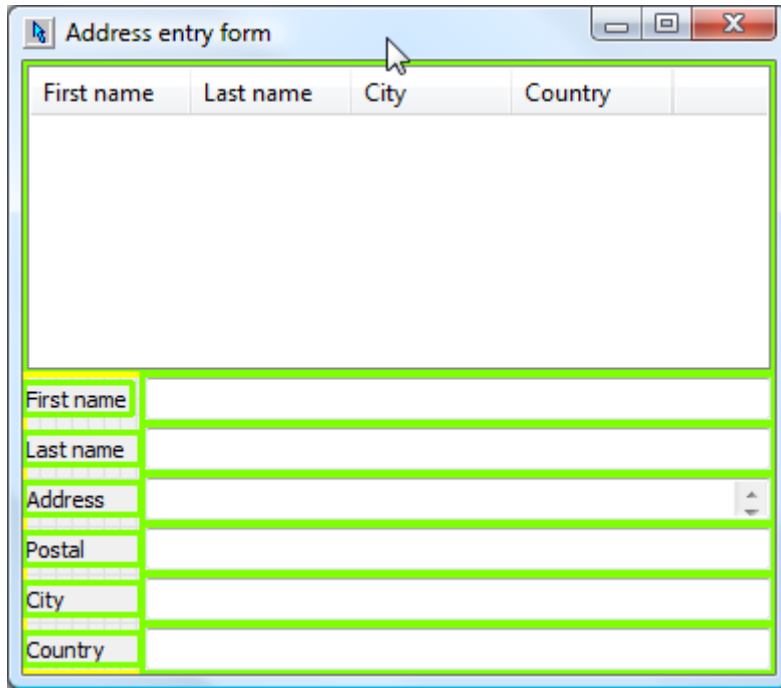 Address entry form
First name Last name City Country
First name
Last name
Address
Postal
City
Country